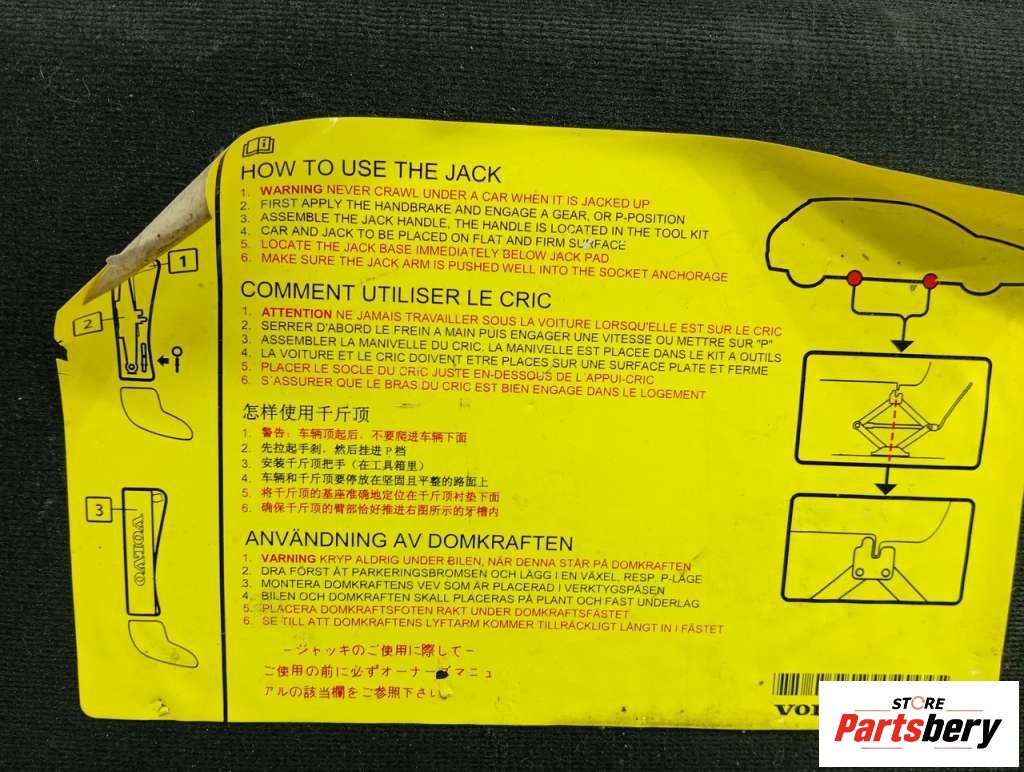 HOW TO USE THE JACK
1. WARNING NEVER CRAWL UNDER A CAR WHEN IT IS JACKED UP
2. FIRST APPLY THE HANDBRAKE AND ENGAGE A GEAR, OR P-POSITION
3. ASSEMBLE THE JACK HANDLE, THE HANDLE IS LOCATED IN THE TOOL KIT
4. CAR AND JACK TO BE PLACED ON FLAT AND FIRM SURFACE
5. LOCATE THE JACK BASE IMMEDIATELY BELOW JACK PAD
6. MAKE SURE THE JACK ARM IS PUSHED WELL INTO THE SOCKET ANCHORAGE
1
2
COMMENT UTILISER LE CRIC
1. ATTENTION NE JAMAIS TRAVAILLER SOUS LA VOITURE LORSQU'ELLE EST SUR LE CRIC
2. SERRER D'ABORD LE FREIN A MAIN PUIS ENGAGER UNE VITESSE OU METTRE SUR "P"
3. ASSEMBLER LA MANIVELLE DU CRIC. LA MANIVELLE EST PLACEE DANS LE KIT A OUTILS
4. LA VOITURE ET LE CRIC DOIVENT ETRE PLACES SUR UNE SURFACE PLATE ET FERME
5. PLACER LE SOCLE DU CRIC JUSTE EN-DESSOUS DE L'APPUI-CRIC
6. S'ASSURER QUE LE BRAS DU CRIC EST BIEN ENGAGE DANS LE LOGEMENT
怎样使用千斤顶
1. 警告: 车辆顶起后, 不要爬进车辆下面
2. 先拉起手刹, 然后挂进P档
3. 安装千斤顶把手 (在工具箱里)
4. 车辆和千斤顶要停放在坚固且平整的路面上
5. 将千斤顶的基座准确地定位在千斤顶衬垫下面
6. 确保千斤顶的臂部恰好推进右图所示的牙槽内
3
VOLVO
ANVÄNDNING AV DOMKRAFTEN
1. VARNING KRYP ALDRIG UNDER BILEN, NÄR DENNA STÅR PÅ DOMKRAFTEN
2. DRA FÖRST ÅT PARKERINGSBROMSEN OCH LÄGG I EN VÄXEL, RESP. P-LÄGE
3. MONTERA DOMKRAFTENS VEV SOM ÄR PLACERAD I VERKTYGSPÅSEN
4. BILEN OCH DOMKRAFTEN SKALL PLACERAS PÅ PLANT OCH FAST UNDERLAG
5. PLACERA DOMKRAFTSFOTEN RAKT UNDER DOMKRAFTSFÄSTET
6. SE TILL ATT DOMKRAFTENS LYFTARM KOMMER TILLRÄCKLIGT LÅNGT IN I FÄSTET
－ジャッキのご使用に際して－
ご使用の前に必ずオーナーズマニュ
アルの該当欄をご参照下さい
STORE
Partsbery